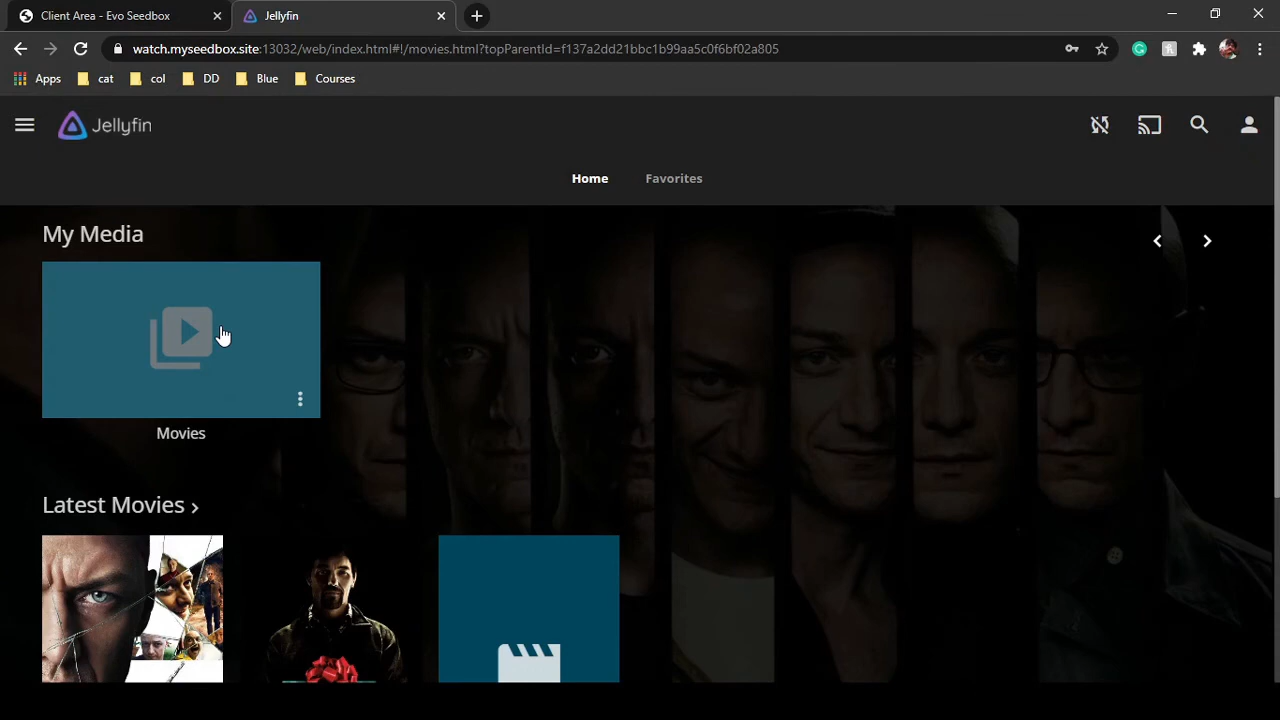 Client Area - Evo Seedbox
Jellyfin
watch.myseedbox.site:13032/web/index.html#!/movies.html?topParentId=f137a2dd21bbc1b99aa5c0f6bf02a805
Apps cat col DD Blue Courses
Jellyfin
Home Favorites
My Media
Movies
Latest Movies